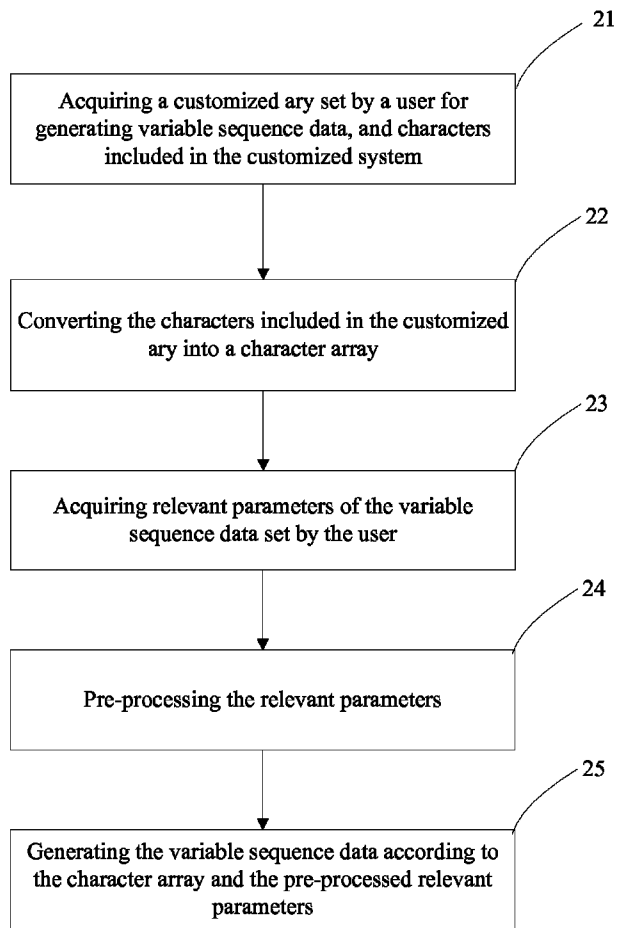 21
Acquiring a customized ary set by a user for
generating variable sequence data, and characters
included in the customized system
22
Converting the characters included in the customized
ary into a character array
23
Acquiring relevant parameters of the variable
sequence data set by the user
24
Pre-processing the relevant parameters
25
Generating the variable sequence data according to
the character array and the pre-processed relevant
parameters